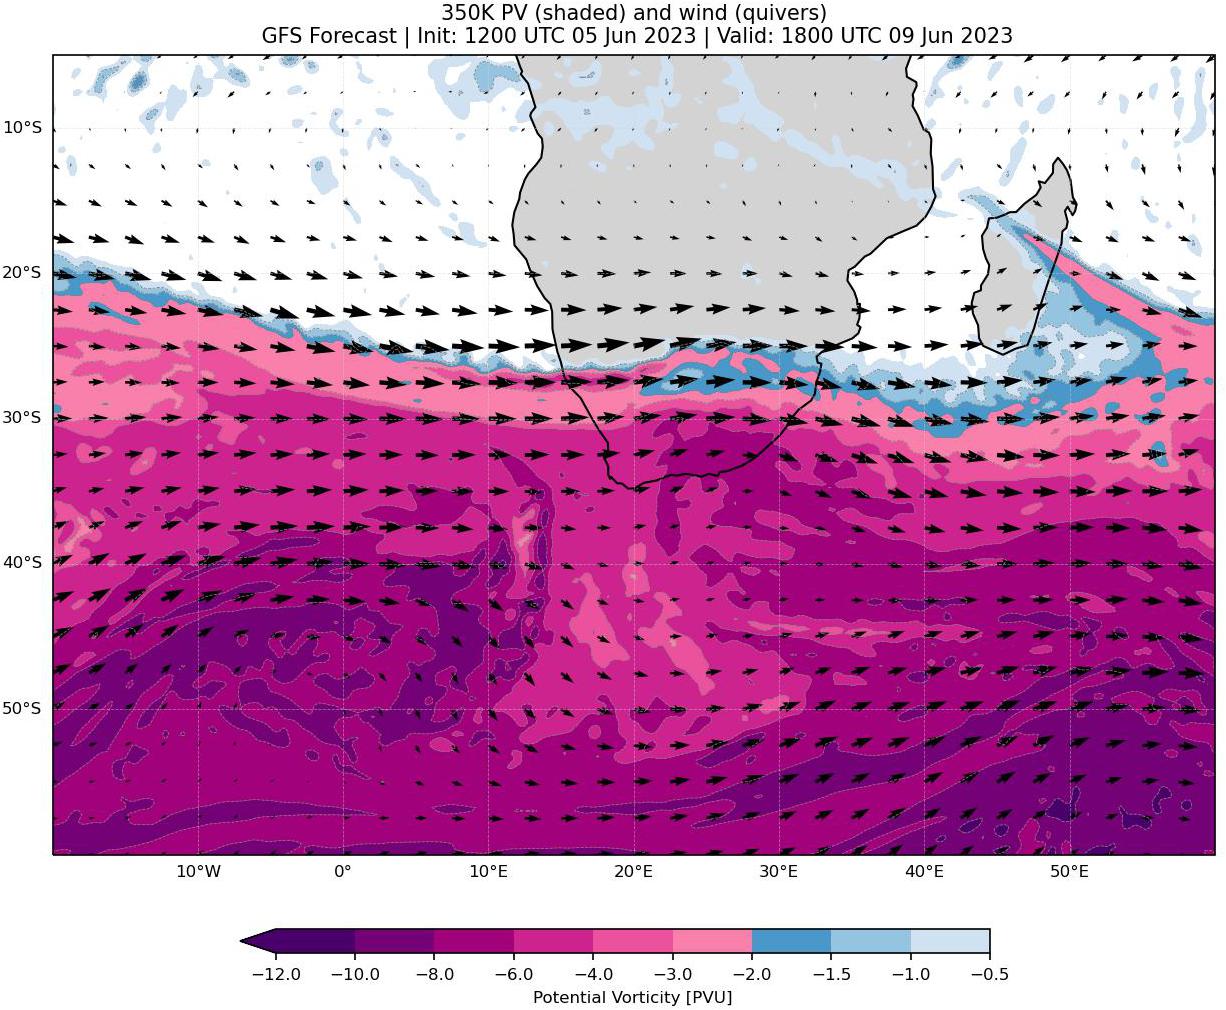 350K PV (shaded) and wind (quivers)
GFS Forecast | Init: 1200 UTC 05 Jun 2023 | Valid: 1800 UTC 09 Jun 2023
10°S
20°S
30°S
40°S
50°S
10°W 0° 10°E 20°E 30°E 40°E 50°E
−12.0 −10.0 −8.0 −6.0 −4.0 −3.0 −2.0 −1.5 −1.0 −0.5
Potential Vorticity [PVU]